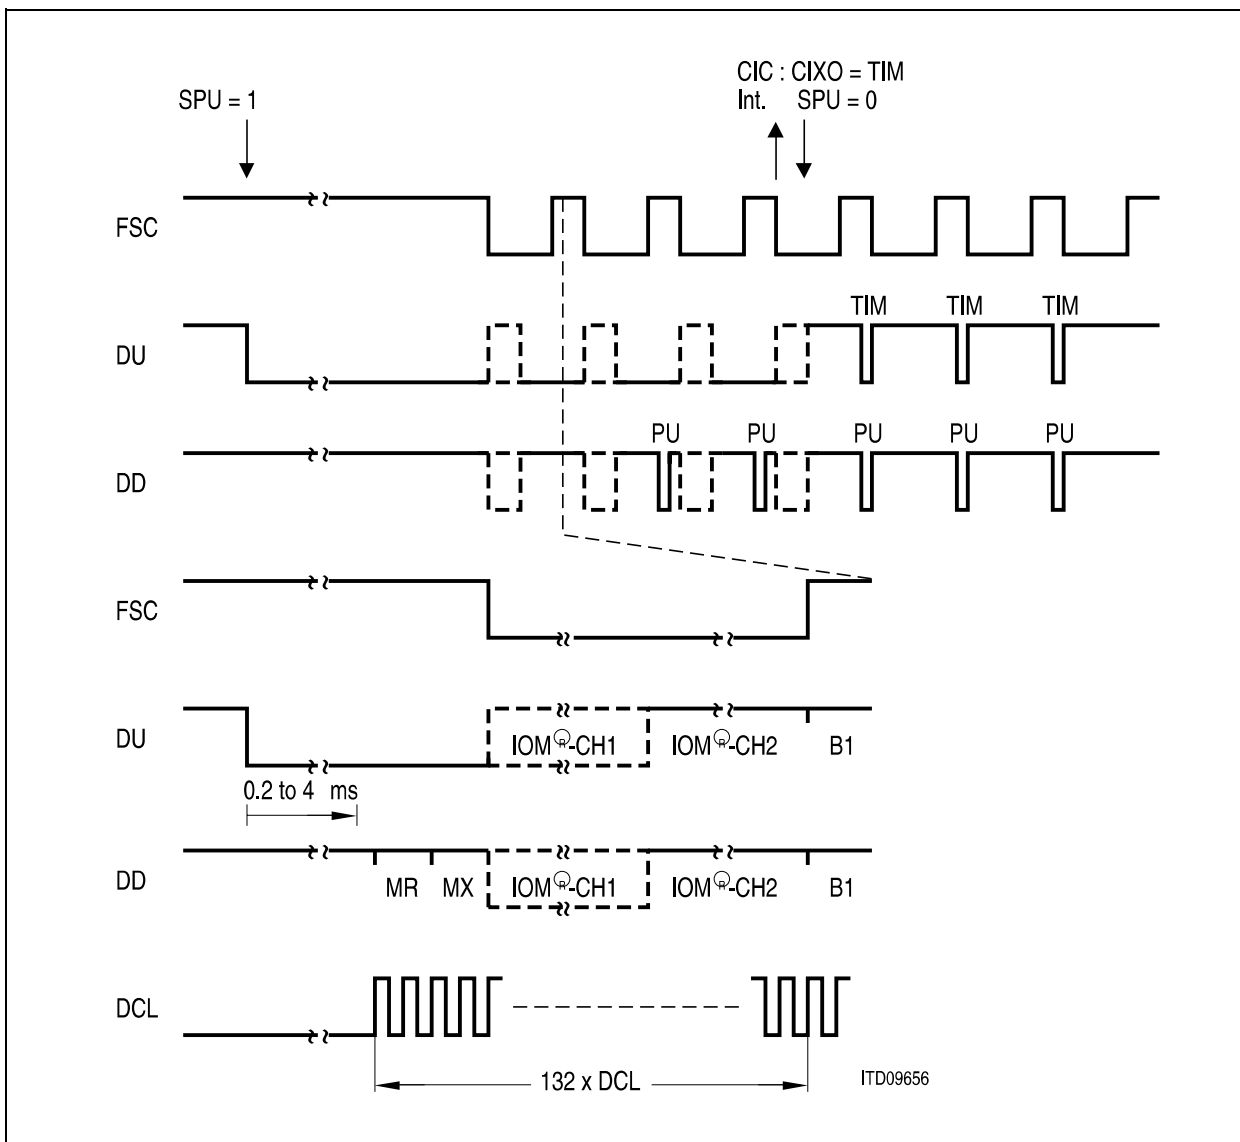 CIC : CIXO = TIM
SPU = 1
Int. SPU = 0
FSC
TIM TIM TIM
DU
PU PU PU PU PU
DD
FSC
DU
IOM®-CH1 IOM®-CH2 B1
0.2 to 4 ms
DD
MR MX IOM®-CH1 IOM®-CH2 B1
DCL
132 x DCL
ITD09656